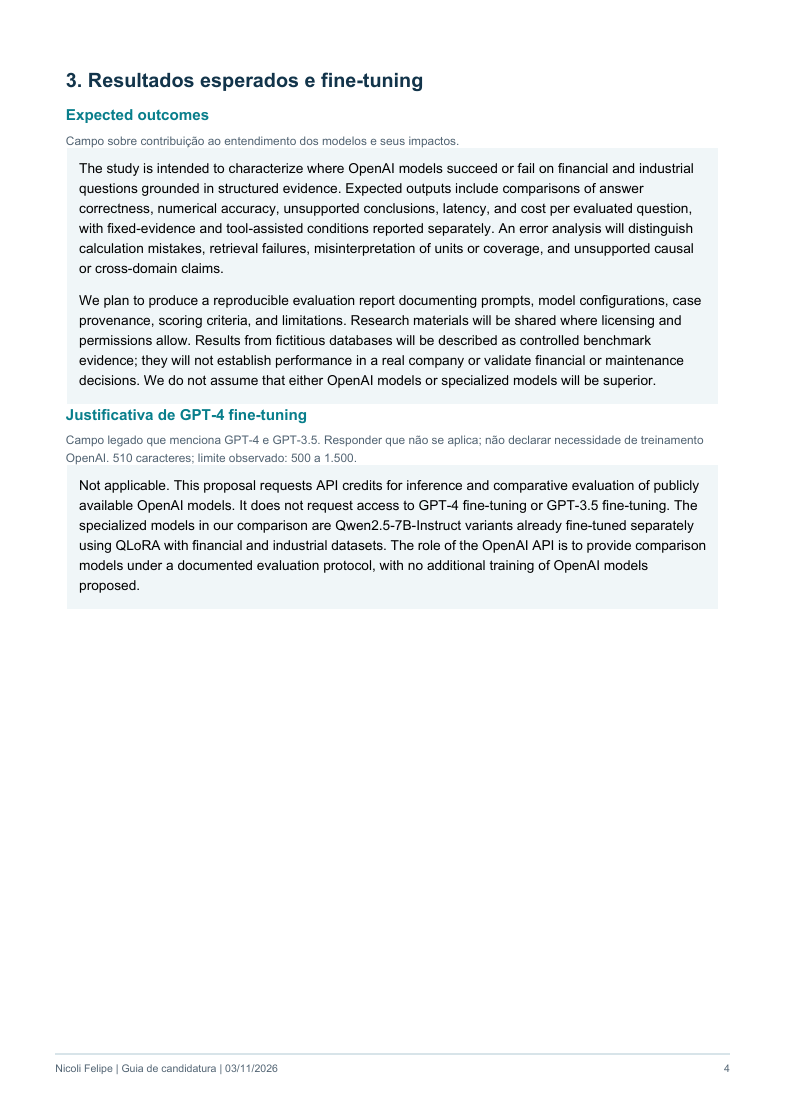 3. Resultados esperados e fine-tuning
Expected outcomes
Campo sobre contribuição ao entendimento dos modelos e seus impactos.
The study is intended to characterize where OpenAI models succeed or fail on financial and industrial
questions grounded in structured evidence. Expected outputs include comparisons of answer
correctness, numerical accuracy, unsupported conclusions, latency, and cost per evaluated question,
with fixed-evidence and tool-assisted conditions reported separately. An error analysis will distinguish
calculation mistakes, retrieval failures, misinterpretation of units or coverage, and unsupported causal
or cross-domain claims.
We plan to produce a reproducible evaluation report documenting prompts, model configurations, case
provenance, scoring criteria, and limitations. Research materials will be shared where licensing and
permissions allow. Results from fictitious databases will be described as controlled benchmark
evidence; they will not establish performance in a real company or validate financial or maintenance
decisions. We do not assume that either OpenAI models or specialized models will be superior.
Justificativa de GPT-4 fine-tuning
Campo legado que menciona GPT-4 e GPT-3.5. Responder que não se aplica; não declarar necessidade de treinamento
OpenAI. 510 caracteres; limite observado: 500 a 1.500.
Not applicable. This proposal requests API credits for inference and comparative evaluation of publicly
available OpenAI models. It does not request access to GPT-4 fine-tuning or GPT-3.5 fine-tuning. The
specialized models in our comparison are Qwen2.5-7B-Instruct variants already fine-tuned separately
using QLoRA with financial and industrial datasets. The role of the OpenAI API is to provide comparison
models under a documented evaluation protocol, with no additional training of OpenAI models
proposed.
Nicoli Felipe | Guia de candidatura | 03/11/2026
4